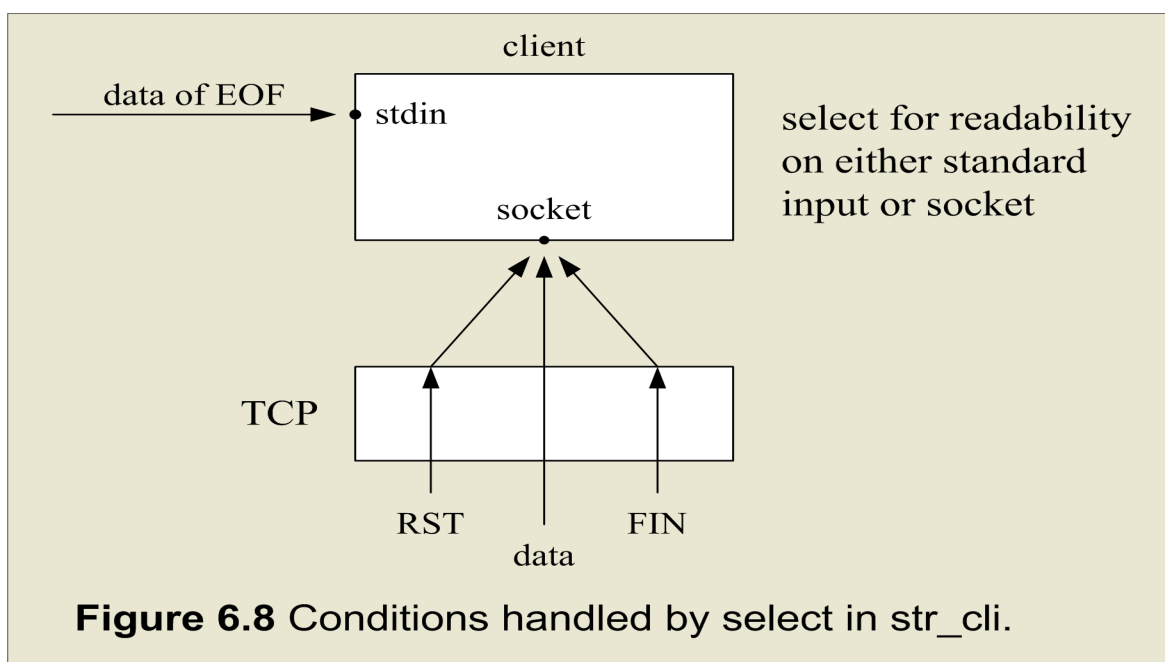 client
data of EOF
stdin
select for readability
on either standard
input or socket
socket
TCP
RST
FIN
data
Figure 6.8 Conditions handled by select in str_cli.